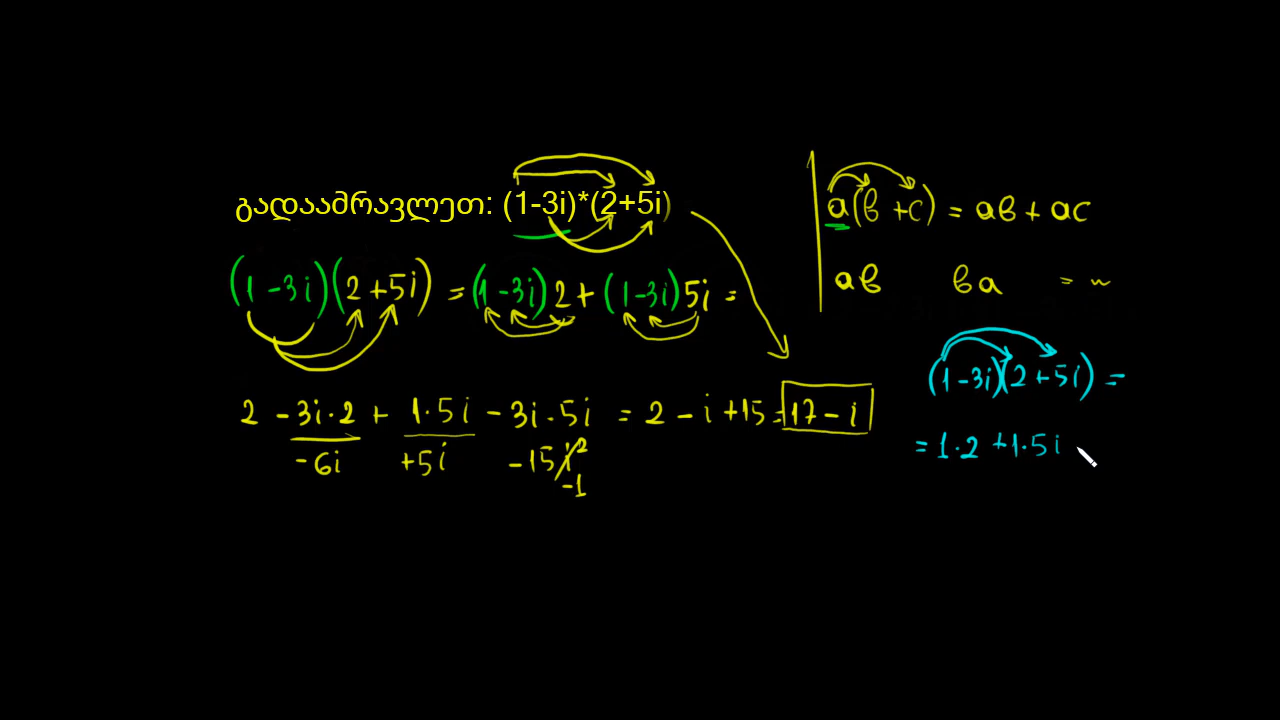 გადაამრავლეთ: (1-3i)*(2+5i)
a(b+c) = ab + ac
(1-3i)(2+5i) = (1-3i)2 + (1-3i)5i =
ab ba = ~
(1-3i)(2+5i) =
2 -3i·2 + 1·5i -3i·5i = 2 - i +15 = 17 - i
= 1·2 +1·5i
-6i +5i -15i²
-1